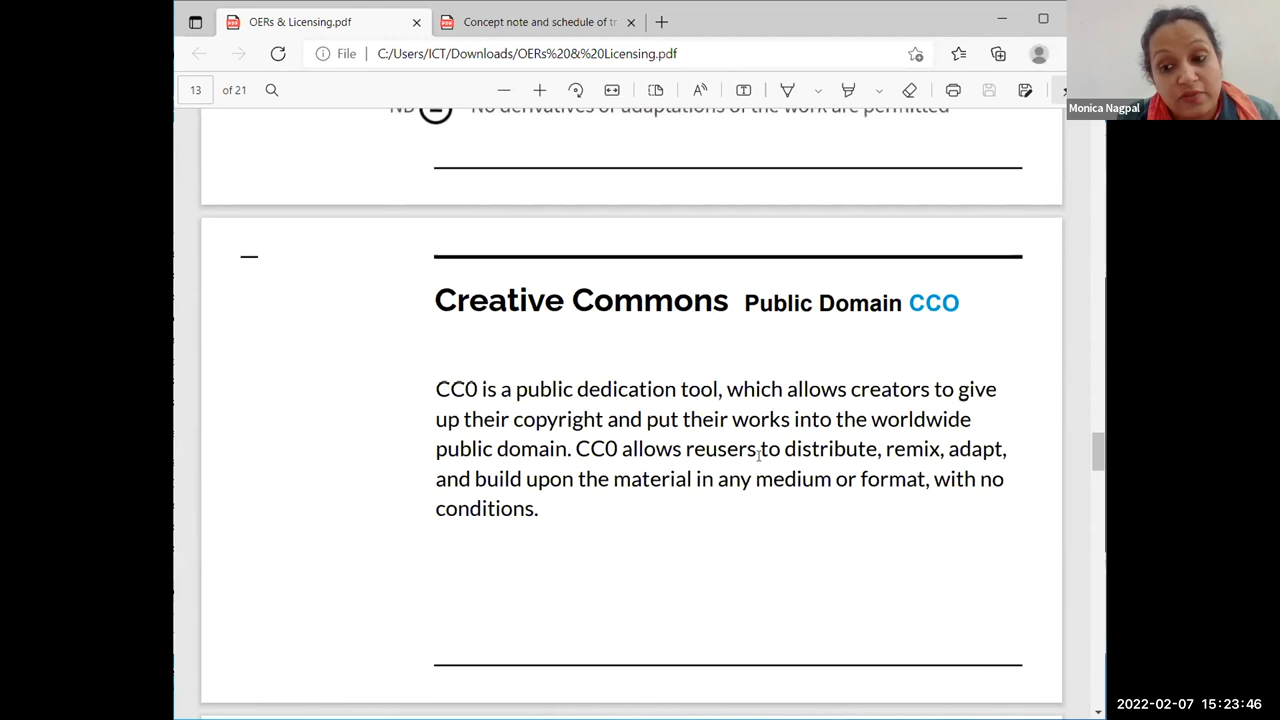 OERs & Licensing.pdf
Concept note and schedule of tr
File
C:/Users/ICT/Downloads/OERs%20&%20Licensing.pdf
13 of 21
Monica Nagpal
ND No derivatives or adaptations of the work are permitted
Creative Commons Public Domain CCO
CC0 is a public dedication tool, which allows creators to give
up their copyright and put their works into the worldwide
public domain. CC0 allows reusers to distribute, remix, adapt,
and build upon the material in any medium or format, with no
conditions.
2022-02-07 15:23:46